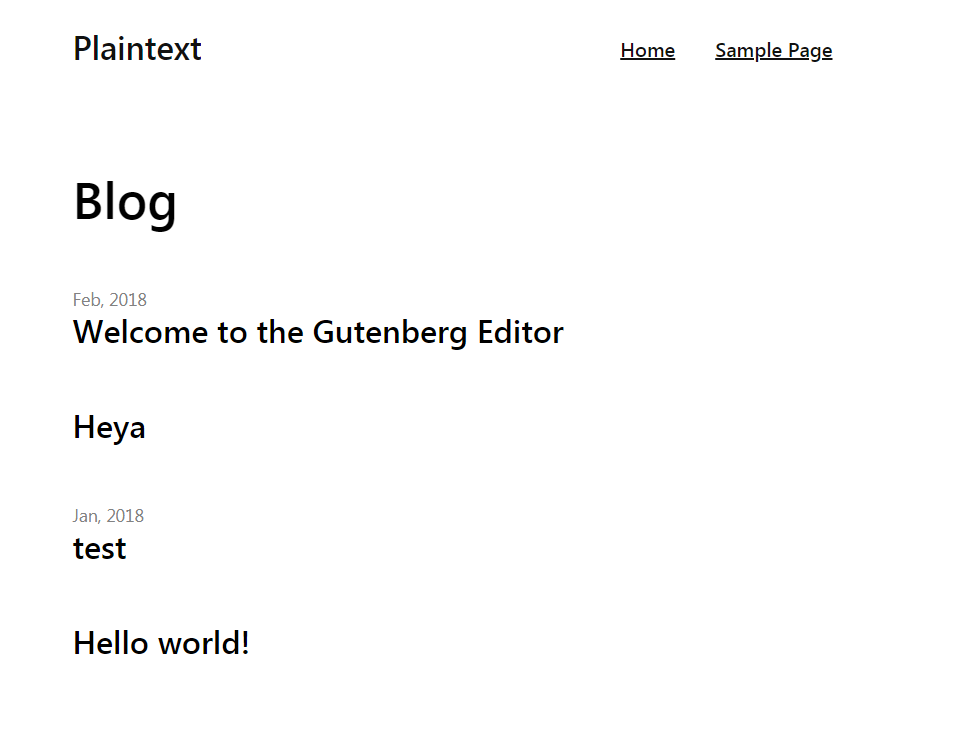 Plaintext
Home Sample Page
Blog
Feb, 2018
Welcome to the Gutenberg Editor
Heya
Jan, 2018
test
Hello world!